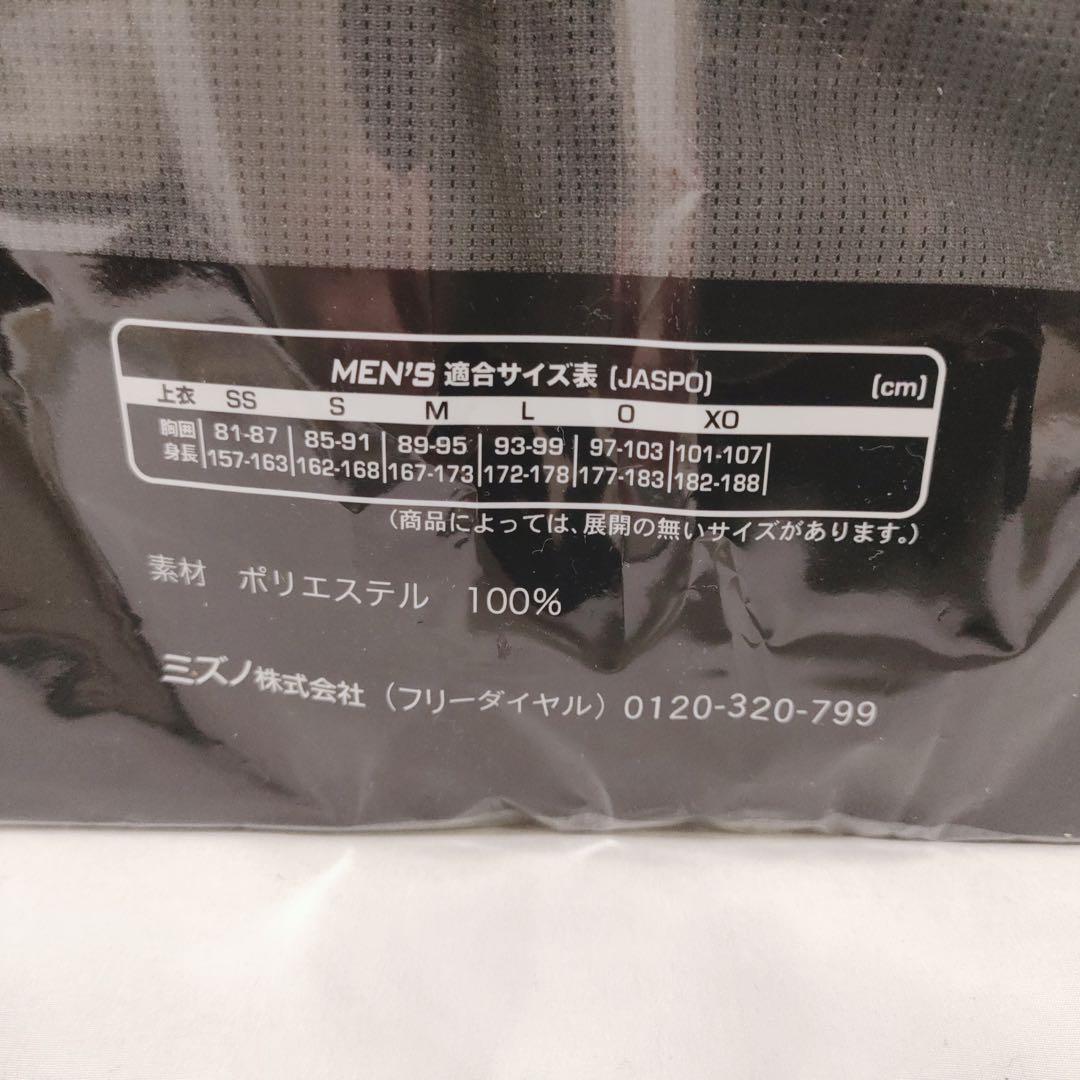 MEN'S 適合サイズ表 (JASPO) (cm)
上衣 SS S M L O XO
胸囲 81-87 85-91 89-95 93-99 97-103 101-107
身長 157-163 162-168 167-173 172-178 177-183 182-188
(商品によっては、展開の無いサイズがあります。)
素材 ポリエステル 100%
ミズノ株式会社 (フリーダイヤル) 0120-320-799